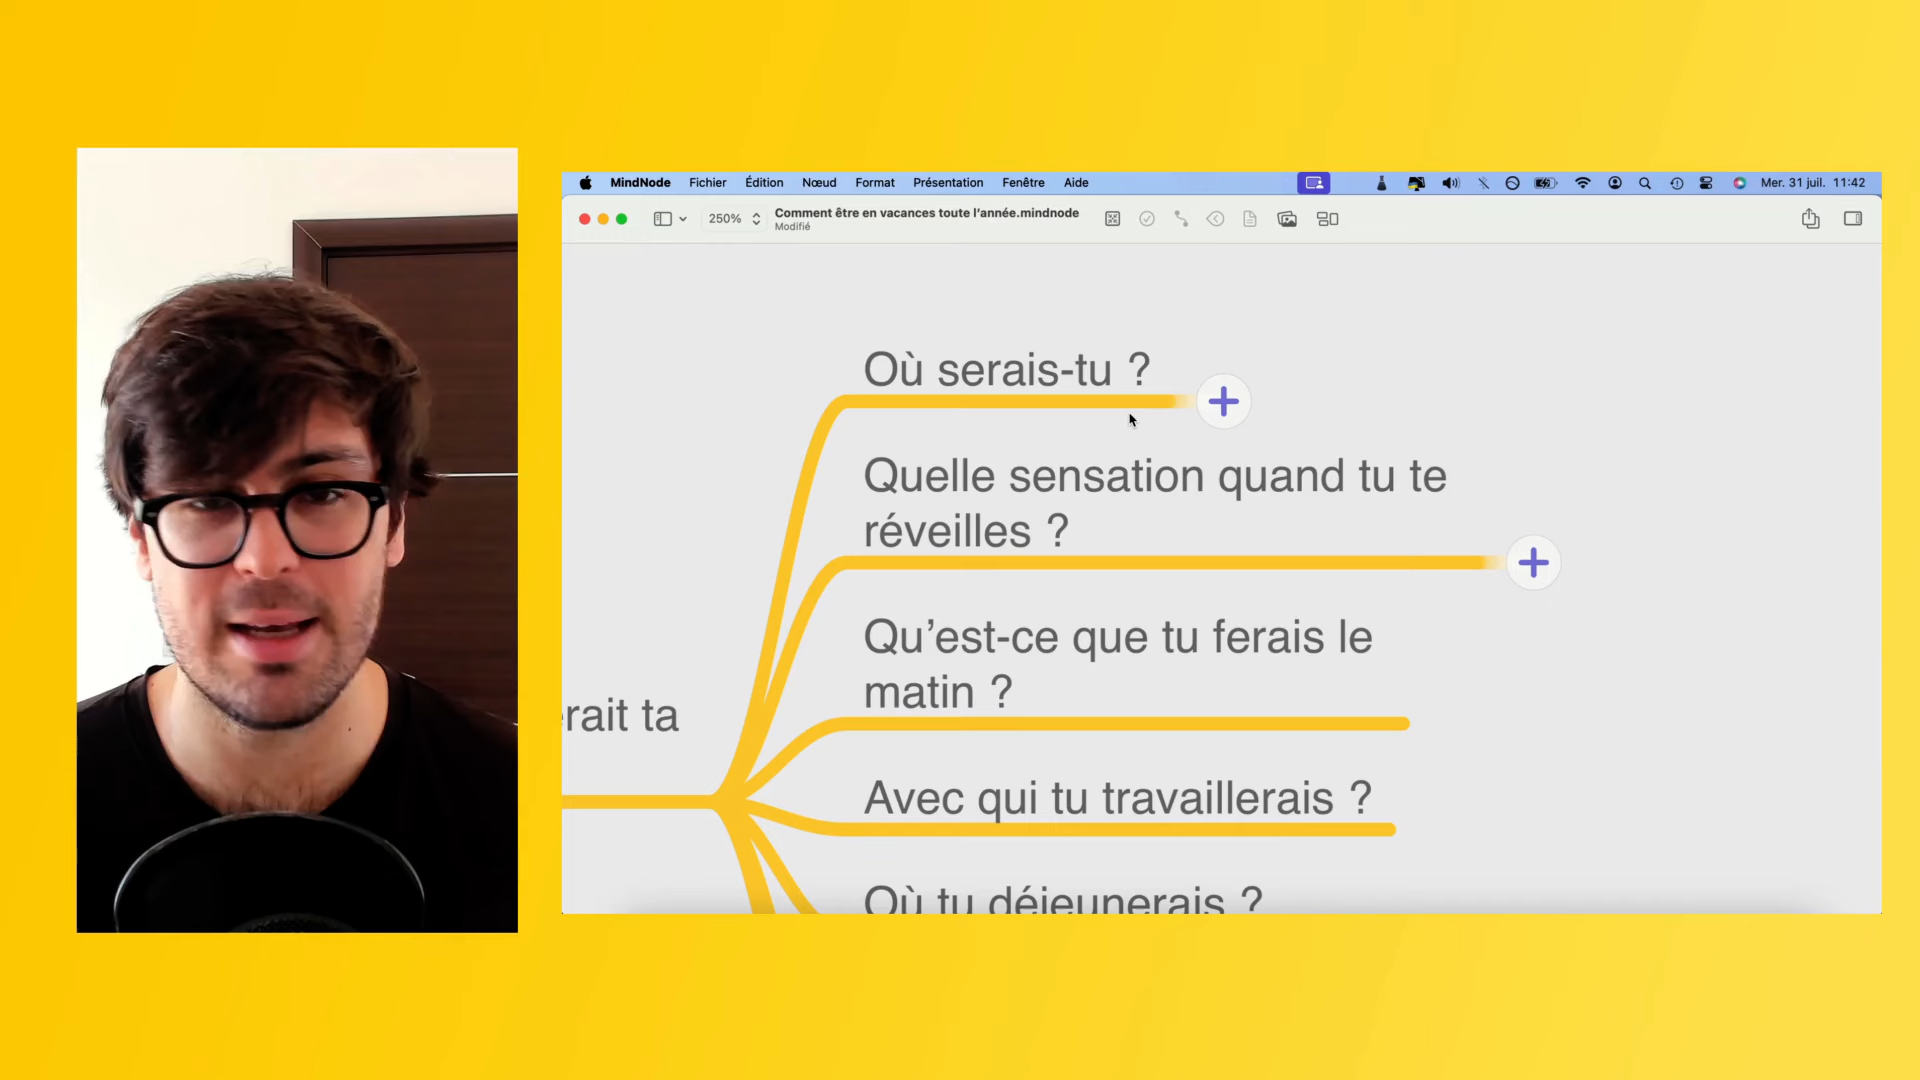 MindNode Fichier Édition Nœud Format Présentation Fenêtre Aide Mer. 31 juil. 11:42
250% Comment être en vacances toute l'année.mindnode
Modifié
Où serais-tu ?
Quelle sensation quand tu te
réveilles ?
Qu’est-ce que tu ferais le
matin ?
rait ta
Avec qui tu travaillerais ?
Où tu déjeunerais ?